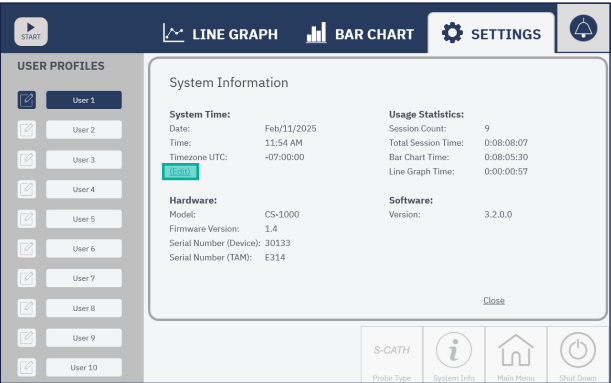 START
LINE GRAPH
BAR CHART
SETTINGS
USER PROFILES
User 1
User 2
User 3
User 4
User 5
User 6
User 7
User 8
User 9
User 10
System Information
System Time:
Date: Feb/11/2025
Time: 11:54 AM
Timezone UTC: -07:00:00
(Edit)
Usage Statistics:
Session Count: 9
Total Session Time: 0:08:08:07
Bar Chart Time: 0:08:05:30
Line Graph Time: 0:00:00:57
Hardware:
Model: CS-1000
Firmware Version: 1.4
Serial Number (Device): 30133
Serial Number (TAM): E314
Software:
Version: 3.2.0.0
Close
S-CATH
Probe Type
System Info
Main Menu
Shut Down